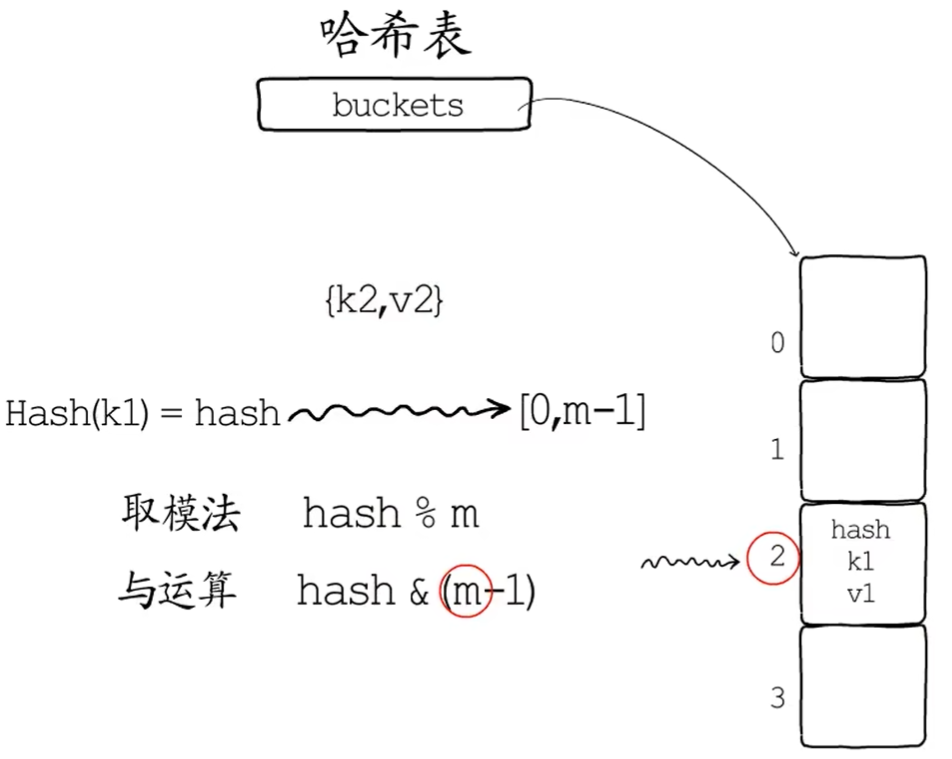 哈希表
buckets
{k2,v2}
0
Hash(k1) = hash [0,m-1]
1
取模法 hash % m
hash
2 k1
v1
与运算 hash & (m-1)
3